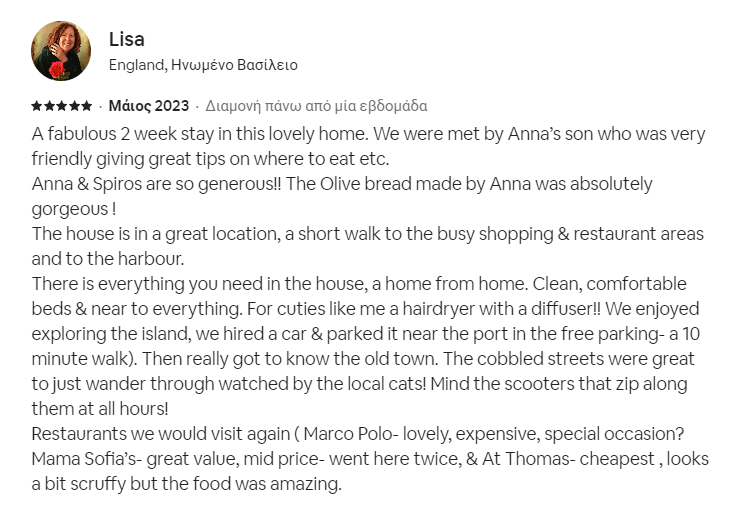 Lisa
England, Ηνωμένο Βασίλειο
★★★★★ · Μάιος 2023 · Διαμονή πάνω από μία εβδομάδα
A fabulous 2 week stay in this lovely home. We were met by Anna's son who was very
friendly giving great tips on where to eat etc.
Anna & Spiros are so generous!! The Olive bread made by Anna was absolutely
gorgeous !
The house is in a great location, a short walk to the busy shopping & restaurant areas
and to the harbour.
There is everything you need in the house, a home from home. Clean, comfortable
beds & near to everything. For cuties like me a hairdryer with a diffuser!! We enjoyed
exploring the island, we hired a car & parked it near the port in the free parking- a 10
minute walk). Then really got to know the old town. The cobbled streets were great
to just wander through watched by the local cats! Mind the scooters that zip along
them at all hours!
Restaurants we would visit again ( Marco Polo- lovely, expensive, special occasion?
Mama Sofia's- great value, mid price- went here twice, & At Thomas- cheapest , looks
a bit scruffy but the food was amazing.